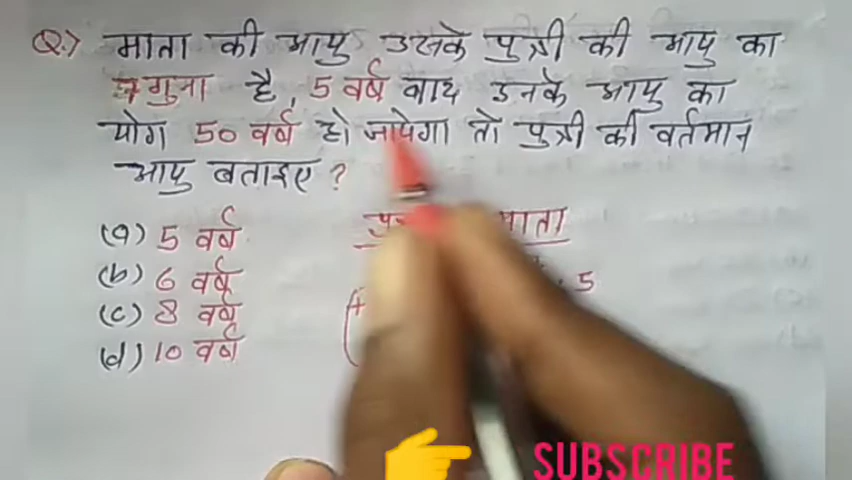 Q.> माता की आयु उसके पुत्री की आयु का
7 गुना है, 5 वर्ष बाद उनके आयु का
योग 50 वर्ष हो जायेगा तो पुत्री की वर्तमान
आयु बताइए ?
(a) 5 वर्ष
(b) 6 वर्ष
(c) 8 वर्ष
(d) 10 वर्ष
माता
5
SUBSCRIBE